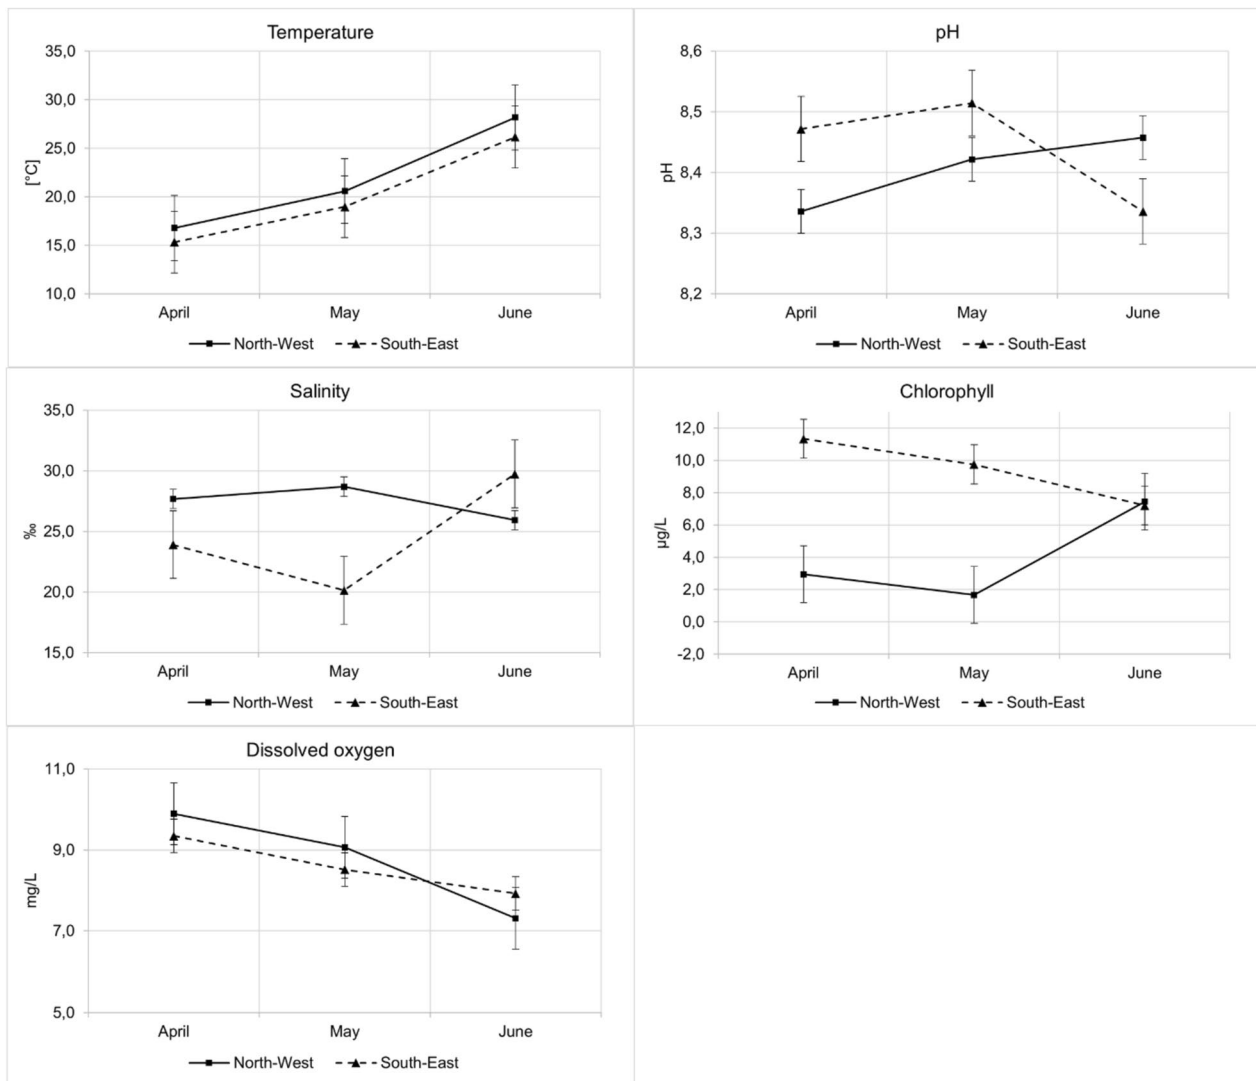 Temperature
35,0
30,0
25,0
20,0
15,0
10,0
[°C]
April May June
North-West South-East
pH
8,6
8,5
8,4
8,3
8,2
pH
April May June
North-West South-East
Salinity
35,0
30,0
25,0
20,0
15,0
‰
April May June
North-West South-East
Chlorophyll
12,0
10,0
8,0
6,0
4,0
2,0
0,0
-2,0
µg/L
April May June
North-West South-East
Dissolved oxygen
11,0
9,0
7,0
5,0
mg/L
April May June
North-West South-East